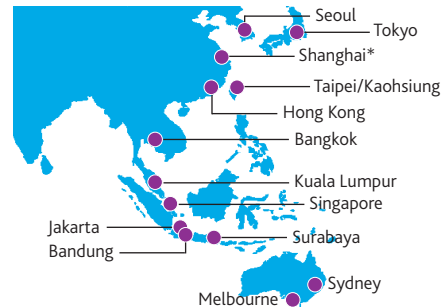 Seoul
Tokyo
Shanghai*
Taipei/Kaohsiung
Hong Kong
Bangkok
Kuala Lumpur
Singapore
Jakarta
Surabaya
Bandung
Sydney
Melbourne